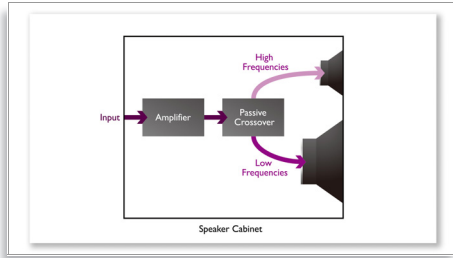 High
Frequencies
Input
Amplifier
Passive
Crossover
Low
Frequencies
Speaker Cabinet